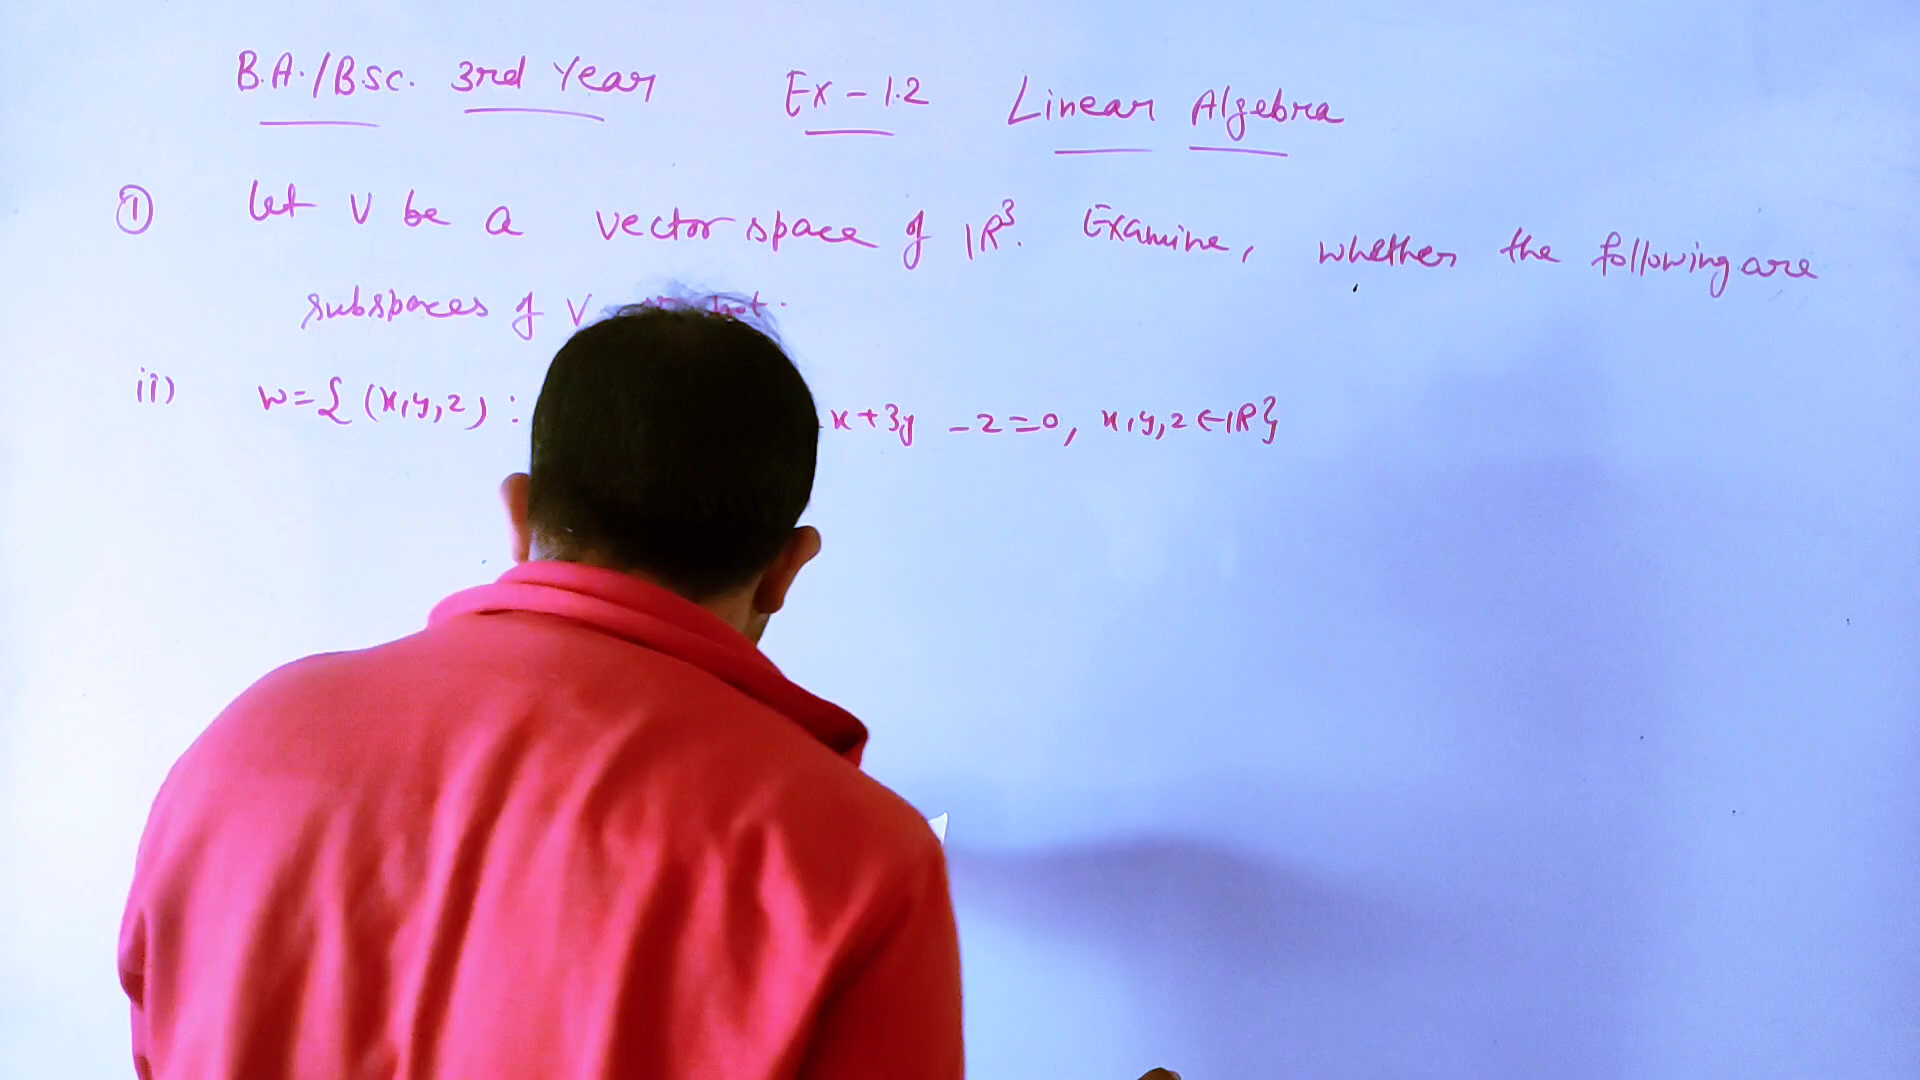 B.A./B.sc. 3rd Year Ex - 1.2 Linear Algebra
① Let V be a vector space of IR³. Examine, whether the following are
subspaces of V not.
ii) W={(x,y,z) : x+3y -z=0, x,y,z ∈ IR}